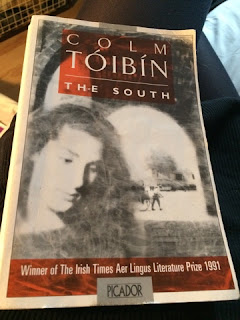 COLM
TÓIBÍN
THE SOUTH
Winner of The Irish Times Aer Lingus Literature Prize 1991
PICADOR